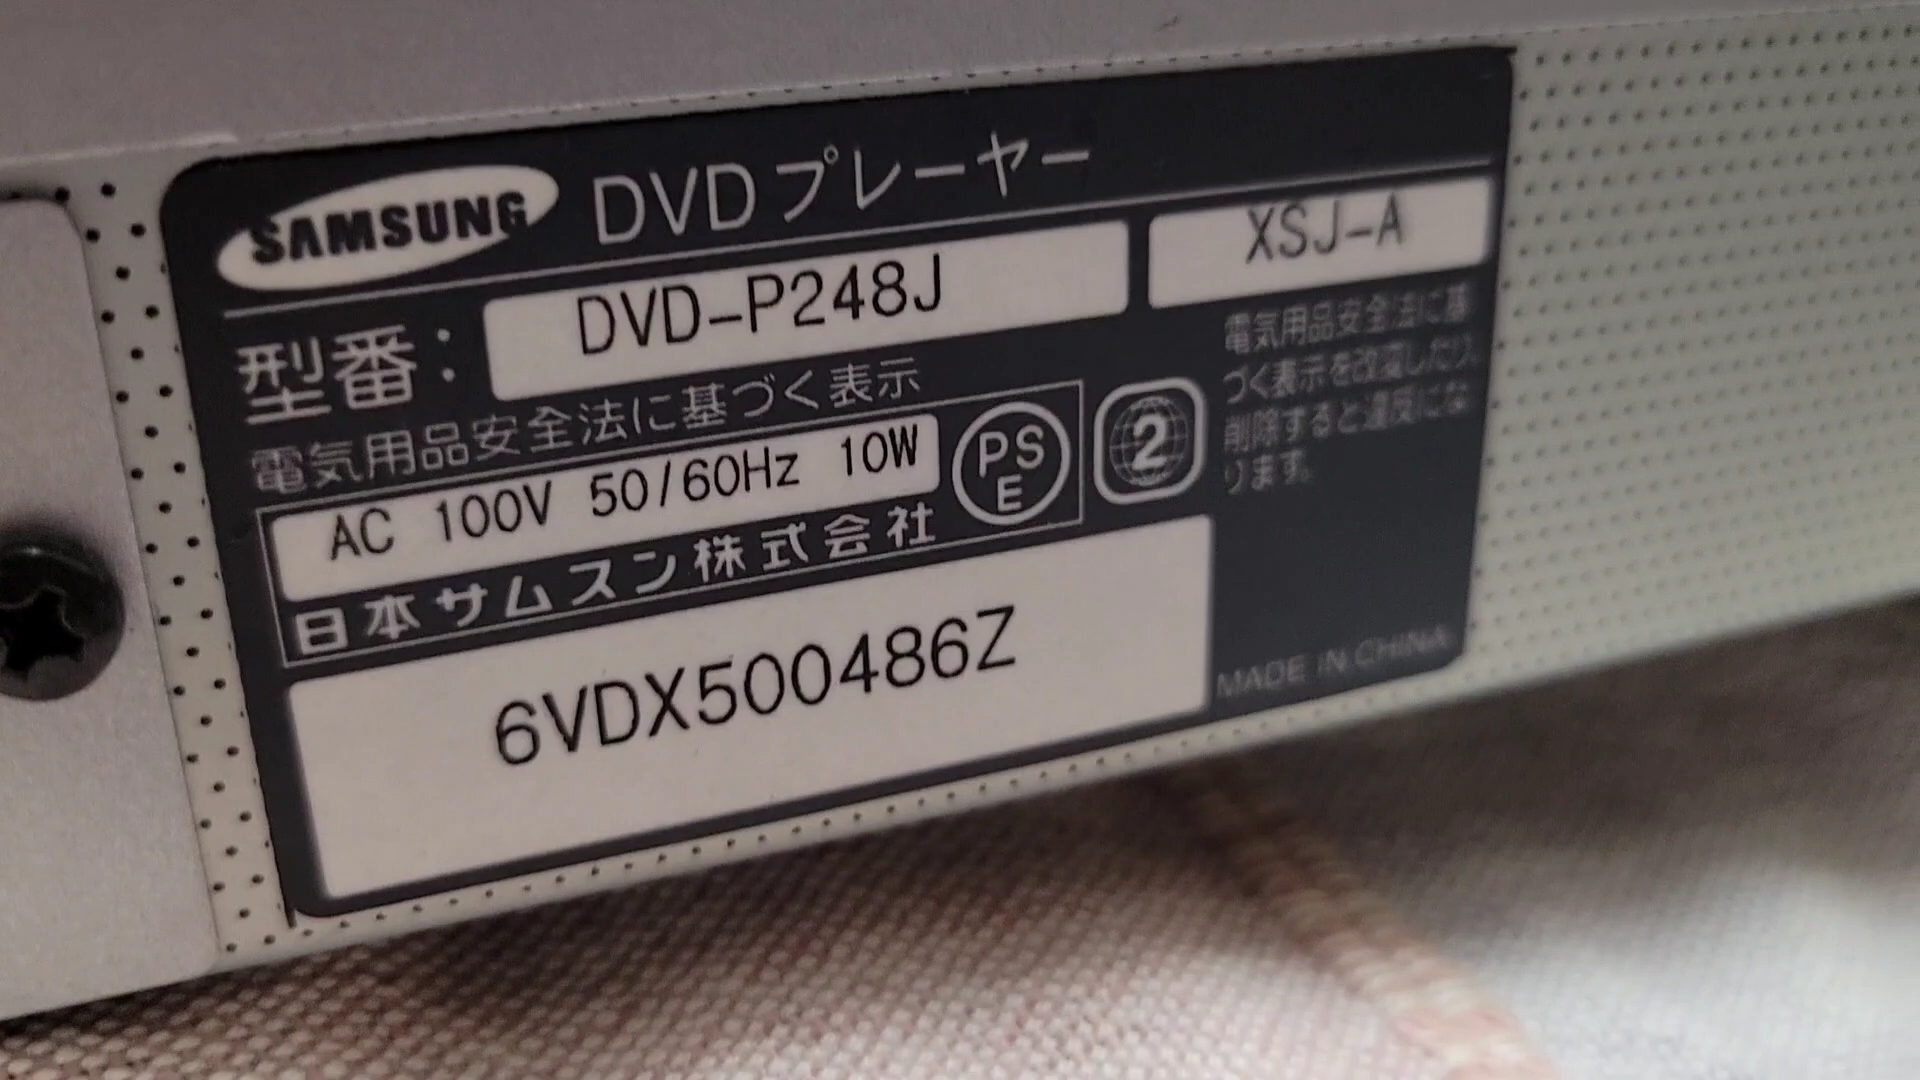 SAMSUNG DVDプレーヤー
型番: DVD-P248J XSJ-A
電気用品安全法に基づく表示
AC 100V 50/60Hz 10W
PS
E
2
日本サムスン株式会社
6VDX500486Z
電気用品安全法に基
づく表示を改変したり、
削除すると違反にな
ります。
MADE IN CHINA